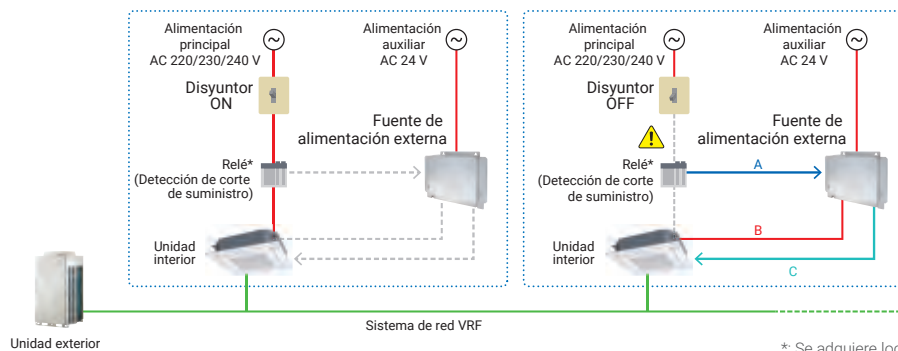 Alimentación
principal
AC 220/230/240 V
Alimentación
auxiliar
AC 24 V
Disyuntor
ON
Fuente de
alimentación externa
Relé*
(Detección de corte
de suministro)
Unidad
interior
Alimentación
principal
AC 220/230/240 V
Alimentación
auxiliar
AC 24 V
Disyuntor
OFF
Fuente de
alimentación externa
Relé*
(Detección de corte
de suministro)
A
B
C
Unidad
interior
Sistema de red VRF
Unidad exterior
*: Se adquiere loc